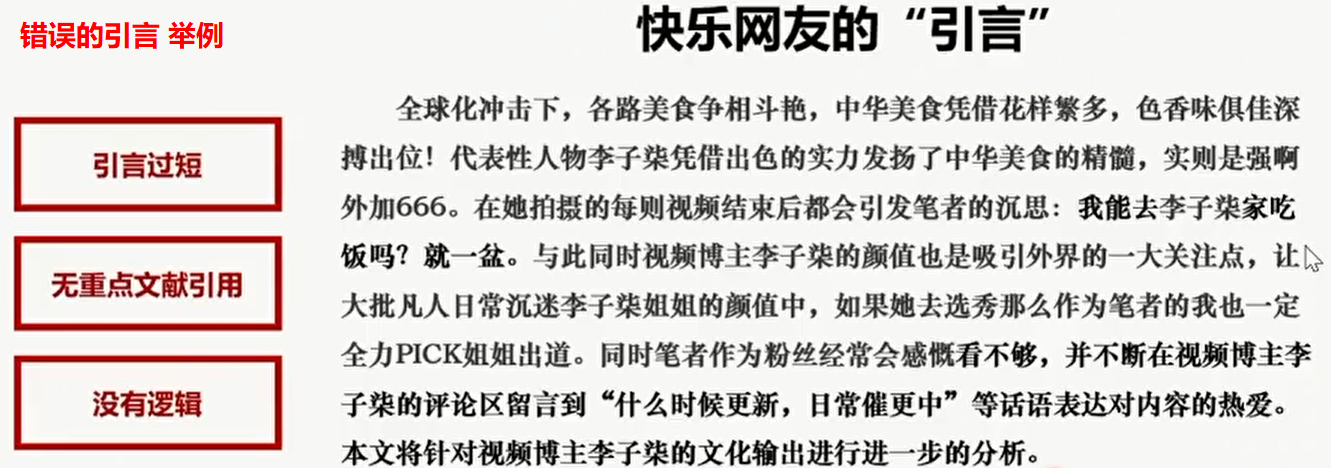 错误的引言 举例
快乐网友的“引言”
引言过短
无重点文献引用
没有逻辑
全球化冲击下，各路美食争相斗艳，中华美食凭借花样繁多，色香味俱佳深
搏出位！代表性人物李子柒凭借出色的实力发扬了中华美食的精髓，实则是强啊
外加666。在她拍摄的每则视频结束后都会引发笔者的沉思：我能去李子柒家吃
饭吗？就一盆。与此同时视频博主李子柒的颜值也是吸引外界的一大关注点，让
大批凡人日常沉迷李子柒姐姐的颜值中，如果她去选秀那么作为笔者的我也一定
全力PICK姐姐出道。同时笔者作为粉丝经常会感慨看不够，并不断在视频博主李
子柒的评论区留言到“什么时候更新，日常催更中”等话语表达对内容的热爱。
本文将针对视频博主李子柒的文化输出进行进一步的分析。